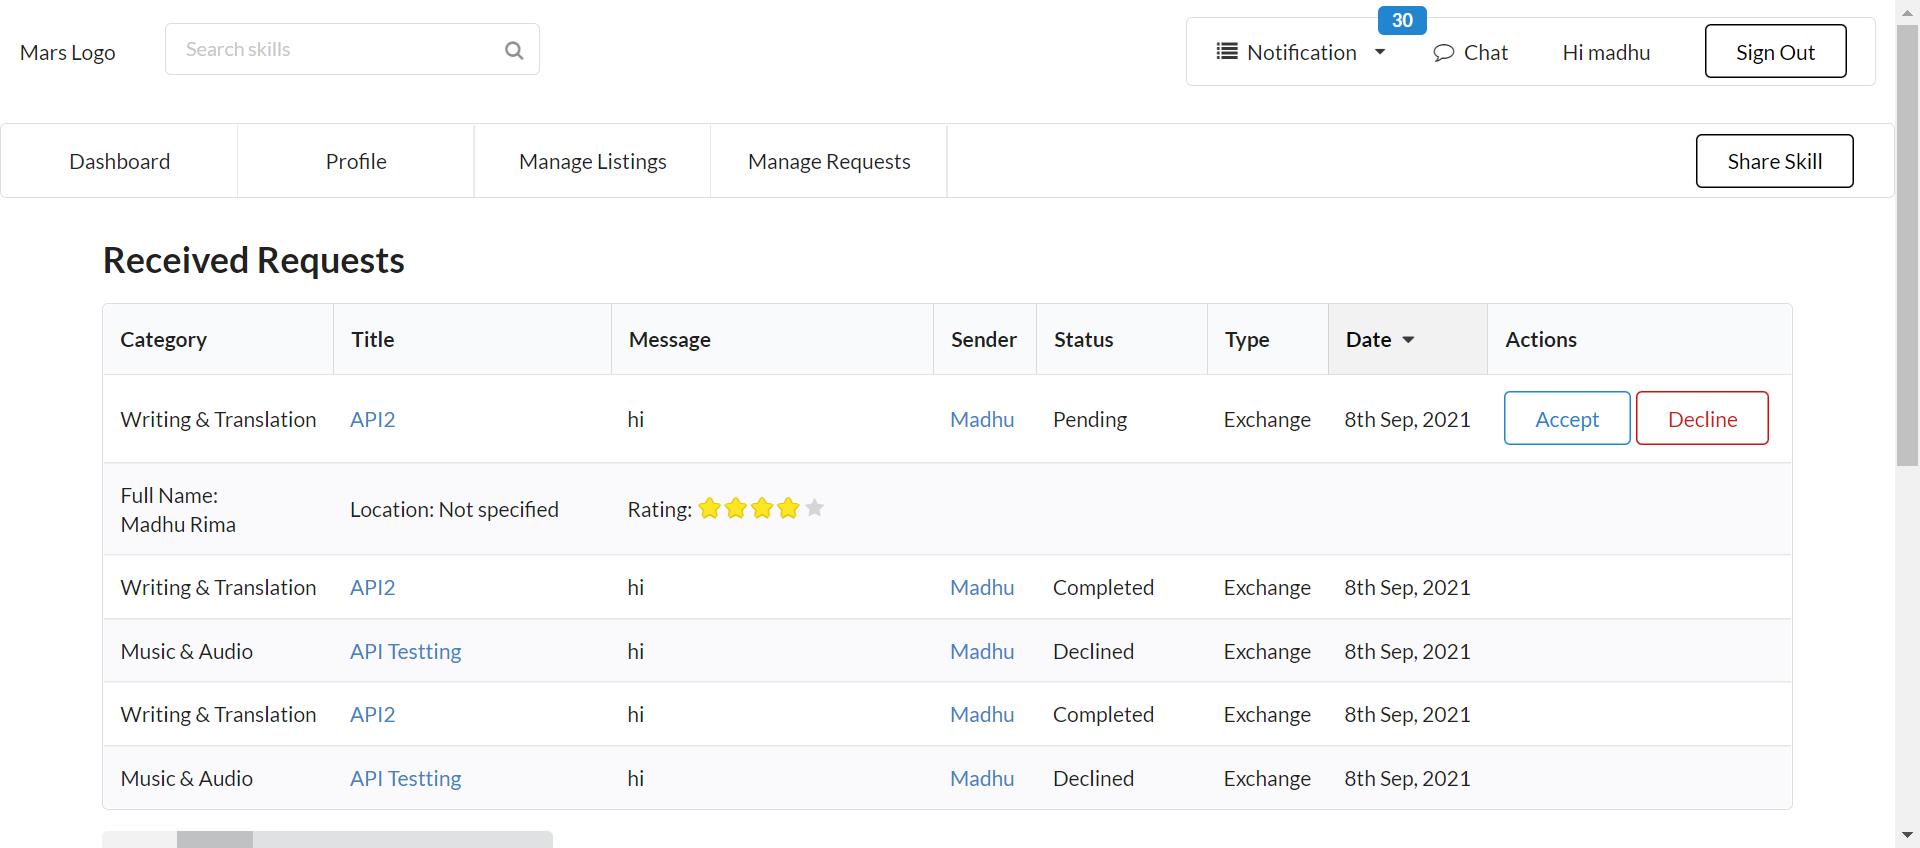 30
Mars Logo
Search skills
Notification
Chat
Hi madhu
Sign Out
Dashboard
Profile
Manage Listings
Manage Requests
Share Skill
Received Requests
Category Title Message Sender Status Type Date Actions
Writing & Translation API2 hi Madhu Pending Exchange 8th Sep, 2021 Accept Decline
Full Name:
Madhu Rima
Location: Not specified
Rating:
Writing & Translation API2 hi Madhu Completed Exchange 8th Sep, 2021
Music & Audio API Testting hi Madhu Declined Exchange 8th Sep, 2021
Writing & Translation API2 hi Madhu Completed Exchange 8th Sep, 2021
Music & Audio API Testting hi Madhu Declined Exchange 8th Sep, 2021